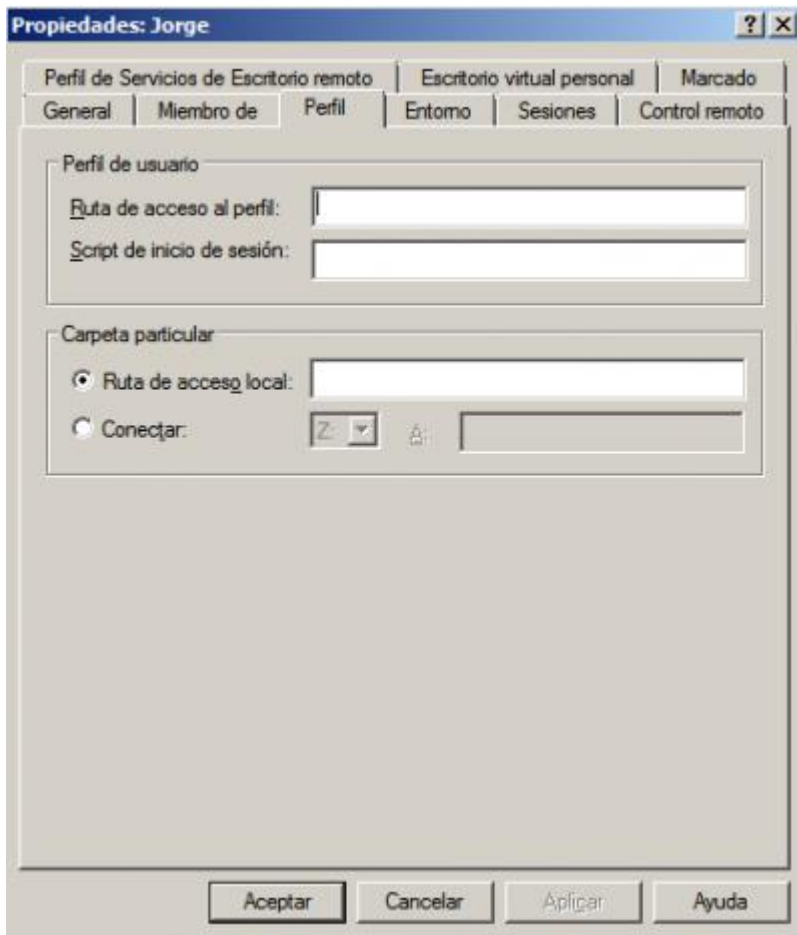 Propiedades: Jorge
Perfil de Servicios de Escritorio remoto Escritorio virtual personal Marcado
General Miembro de Perfil Entorno Sesiones Control remoto
Perfil de usuario
Ruta de acceso al perfil:
Script de inicio de sesión:
Carpeta particular
Ruta de acceso local:
Conectar: Z: A:
Aceptar Cancelar Aplicar Ayuda